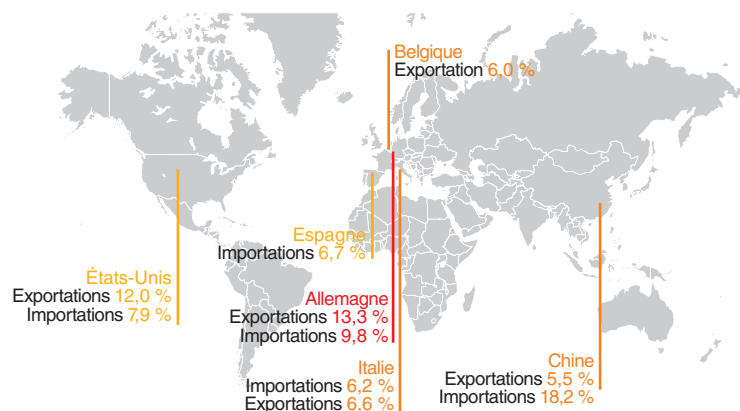 Belgique
Exportation 6,0 %
Espagne
Importations 6,7 %
États-Unis
Exportations 12,0 %
Importations 7,9 %
Allemagne
Exportations 13,3 %
Importations 9,8 %
Italie
Importations 6,2 %
Exportations 6,6 %
Chine
Exportations 5,5 %
Importations 18,2 %